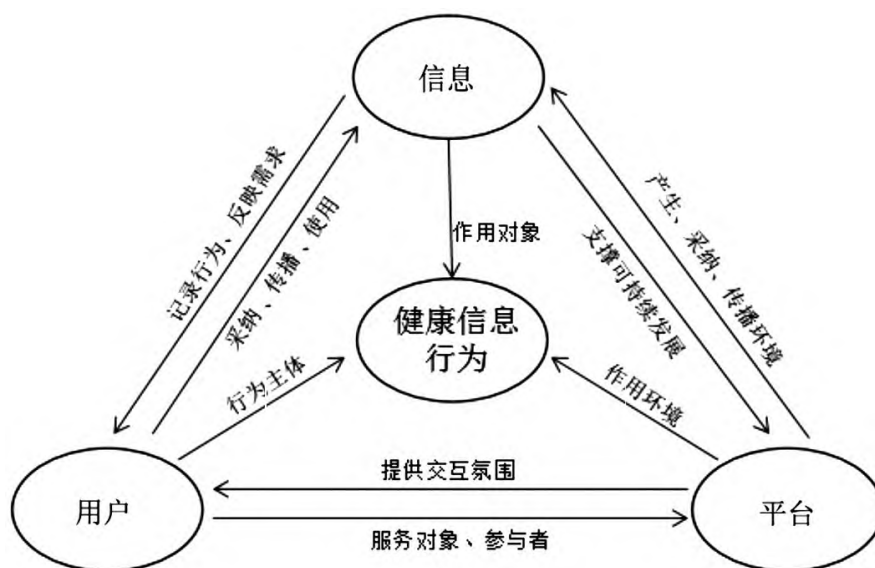 信息
记录行为、反映需求
采纳、传播、使用
作用对象
支撑可持续发展
产生、采纳、传播环境
健康信息
行为
行为主体
作用环境
用户
提供交互氛围
服务对象、参与者
平台